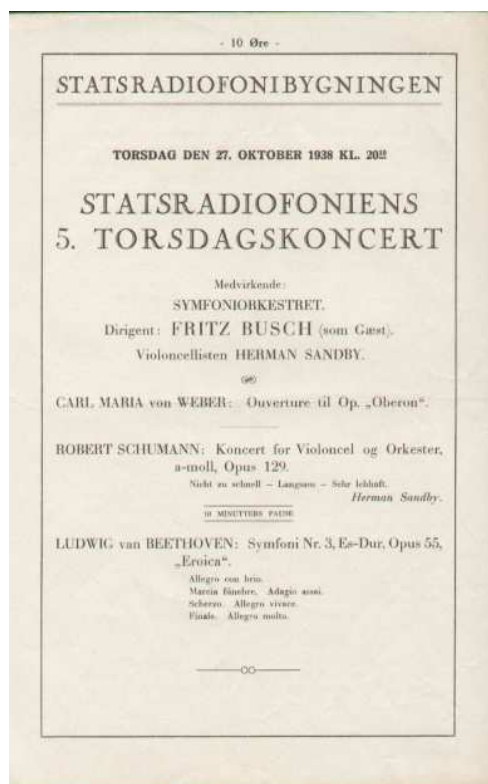 - 10 Øre -
STATSRADIOFONIBYGNINGEN
TORSDAG DEN 27. OKTOBER 1938 KL. 20¹⁰
STATSRADIOFONIENS
5. TORSDAGSKONCERT
Medvirkende:
SYMFONIORKESTRET.
Dirigent: FRITZ BUSCH (som Gæst).
Violoncellisten HERMAN SANDBY.
CARL MARIA von WEBER: Ouverture til Op. „Oberon“.
ROBERT SCHUMANN: Koncert for Violoncel og Orkester,
a-moll, Opus 129.
Nicht zu schnell – Langsam – Sehr lebhaft.
Herman Sandby.
10 MINUTTERS PAUSE
LUDWIG van BEETHOVEN: Symfoni Nr. 3, Es-Dur, Opus 55,
„Eroica“.
Allegro con brio.
Marcia fúnebre. Adagio assai.
Scherzo. Allegro vivace.
Finale. Allegro molto.